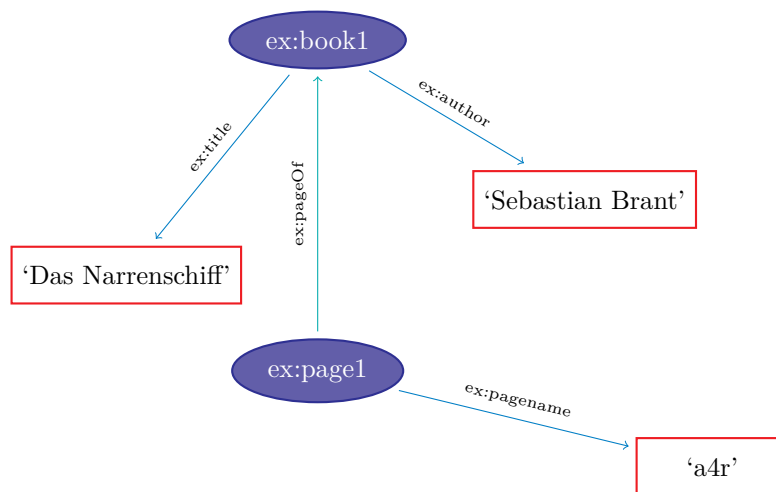 ex:book1
ex:author
ex:title
ex:pageOf
‘Sebastian Brant’
‘Das Narrenschiff’
ex:page1
ex:pagename
‘a4r’